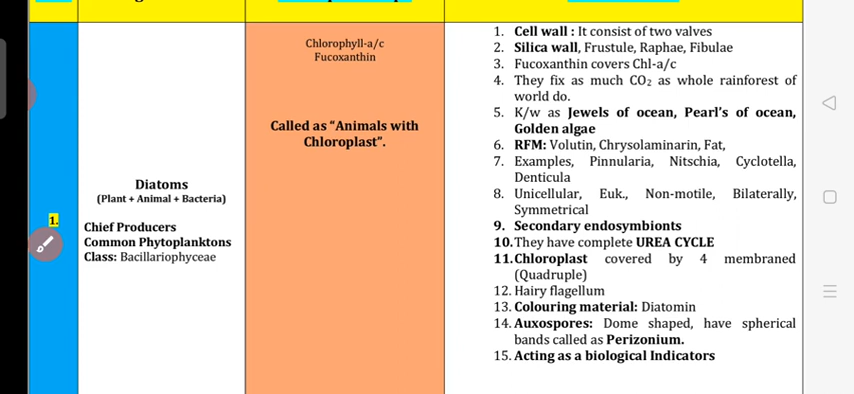 1.
Diatoms
(Plant + Animal + Bacteria)
Chief Producers
Common Phytoplanktons
Class: Bacillariophyceae
Chlorophyll-a/c
Fucoxanthin
Called as “Animals with
Chloroplast”.
1. Cell wall : It consist of two valves
2. Silica wall, Frustule, Raphae, Fibulae
3. Fucoxanthin covers Chl-a/c
4. They fix as much CO₂ as whole rainforest of
world do.
5. K/w as Jewels of ocean, Pearl’s of ocean,
Golden algae
6. RFM: Volutin, Chrysolaminarin, Fat,
7. Examples, Pinnularia, Nitschia, Cyclotella,
Denticula
8. Unicellular, Euk., Non-motile, Bilaterally,
Symmetrical
9. Secondary endosymbionts
10. They have complete UREA CYCLE
11. Chloroplast covered by 4 membraned
(Quadruple)
12. Hairy flagellum
13. Colouring material: Diatomin
14. Auxospores: Dome shaped, have spherical
bands called as Perizonium.
15. Acting as a biological Indicators